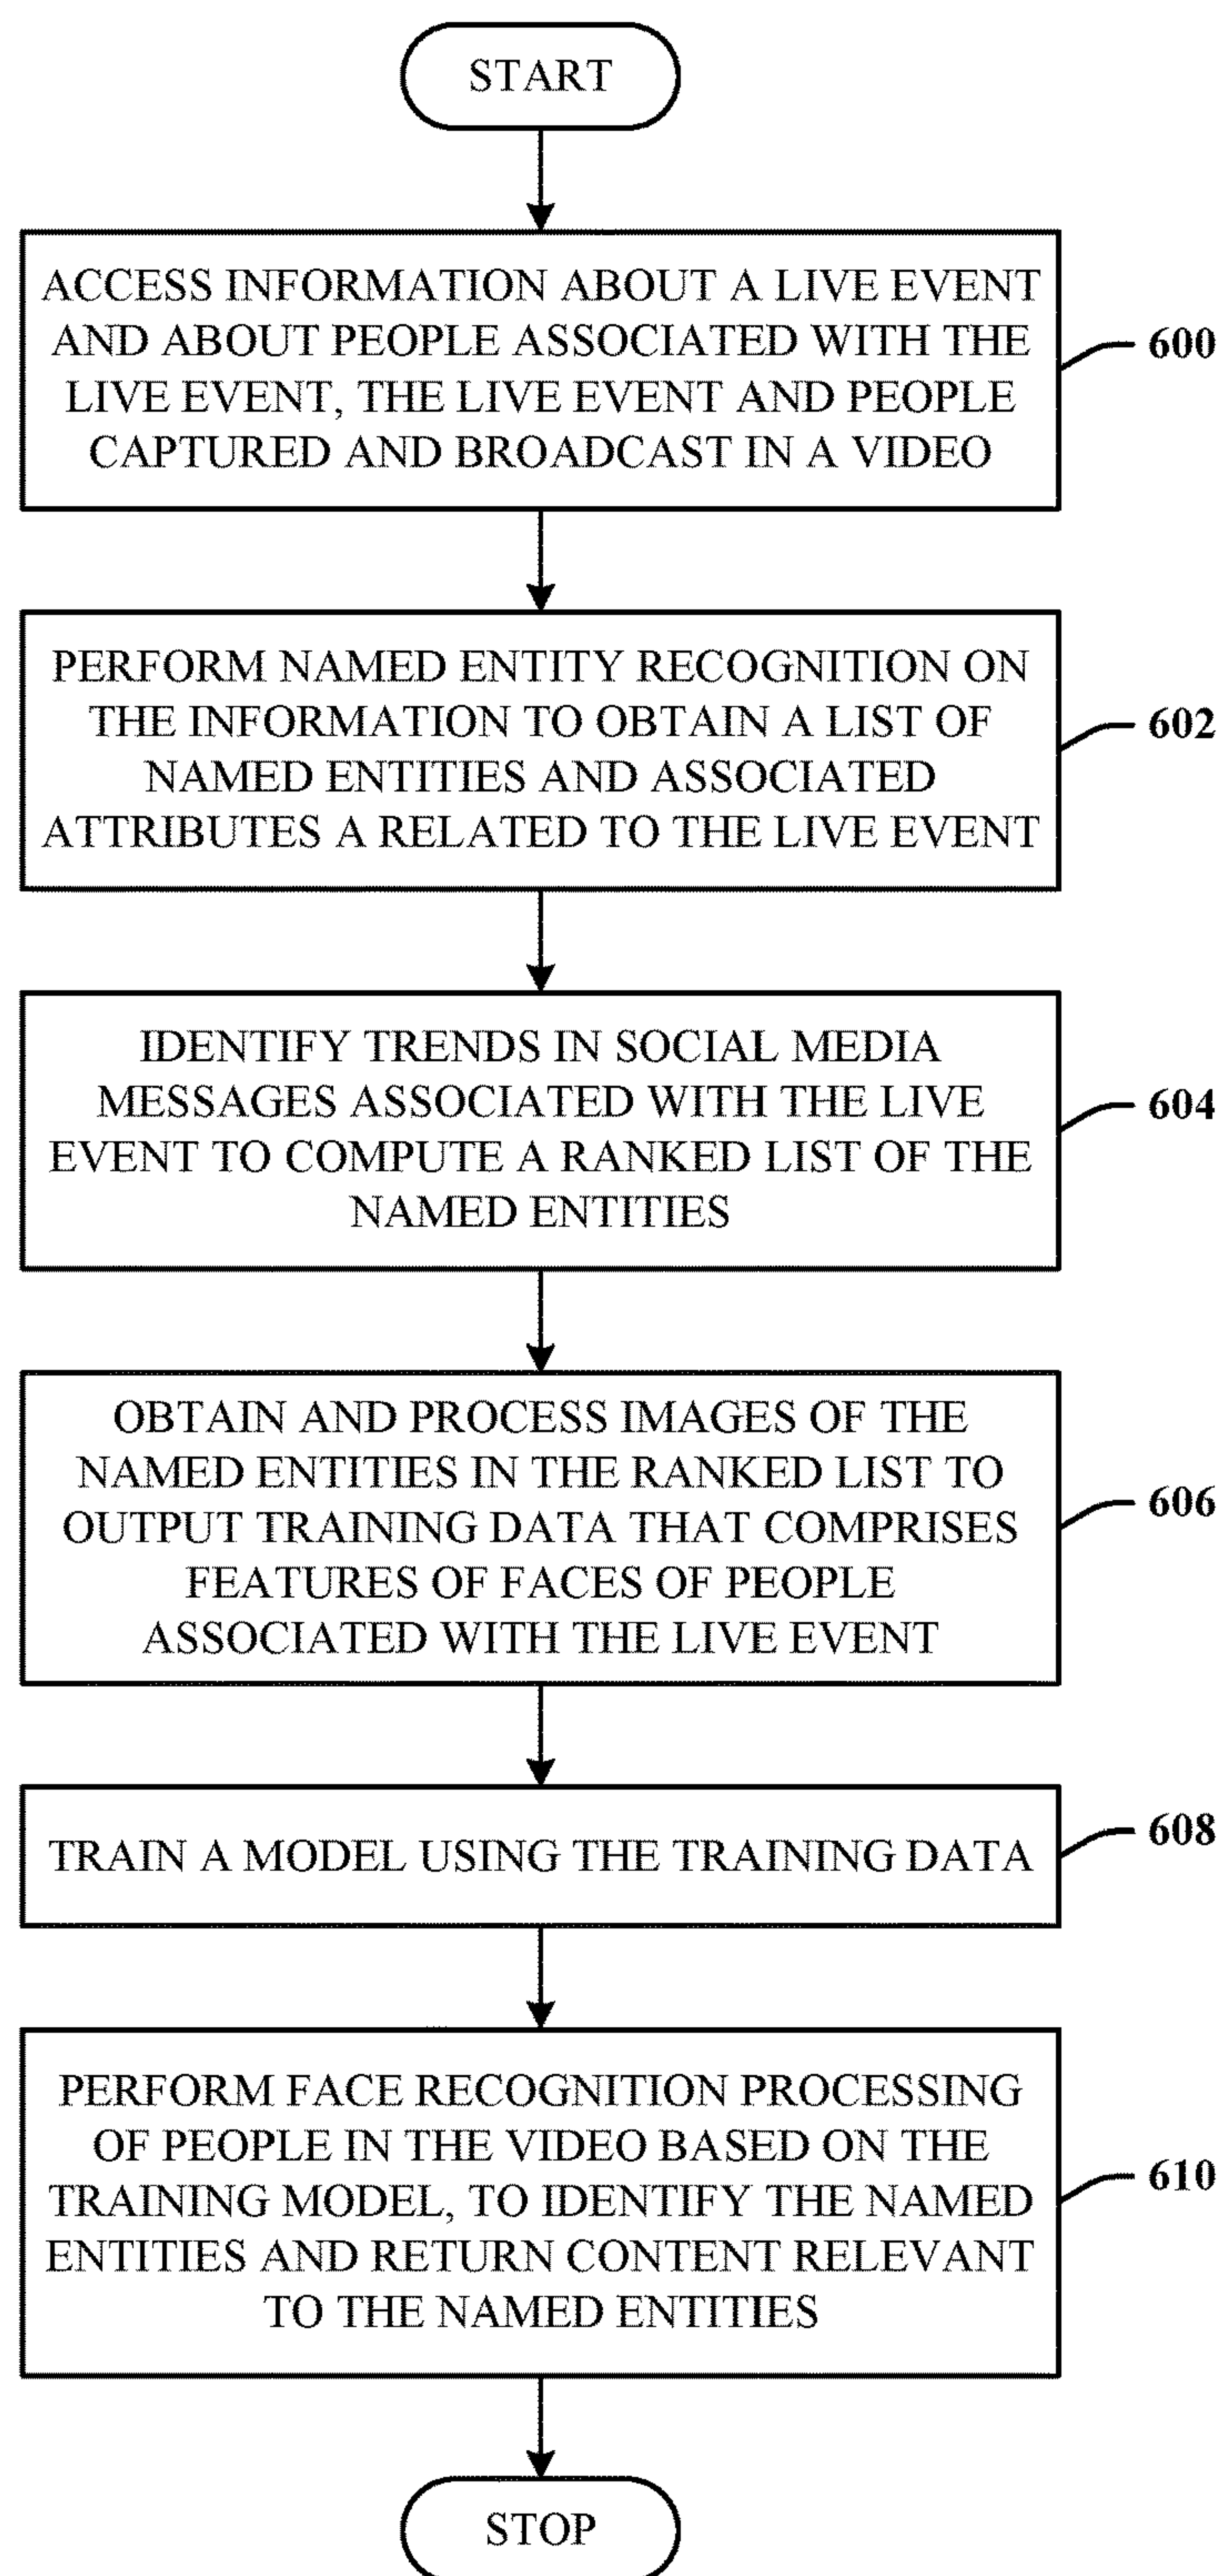 START
ACCESS INFORMATION ABOUT A LIVE EVENT
AND ABOUT PEOPLE ASSOCIATED WITH THE
LIVE EVENT, THE LIVE EVENT AND PEOPLE
CAPTURED AND BROADCAST IN A VIDEO
600
PERFORM NAMED ENTITY RECOGNITION ON
THE INFORMATION TO OBTAIN A LIST OF
NAMED ENTITIES AND ASSOCIATED
ATTRIBUTES A RELATED TO THE LIVE EVENT
602
IDENTIFY TRENDS IN SOCIAL MEDIA
MESSAGES ASSOCIATED WITH THE LIVE
EVENT TO COMPUTE A RANKED LIST OF THE
NAMED ENTITIES
604
OBTAIN AND PROCESS IMAGES OF THE
NAMED ENTITIES IN THE RANKED LIST TO
OUTPUT TRAINING DATA THAT COMPRISES
FEATURES OF FACES OF PEOPLE
ASSOCIATED WITH THE LIVE EVENT
606
TRAIN A MODEL USING THE TRAINING DATA
608
PERFORM FACE RECOGNITION PROCESSING
OF PEOPLE IN THE VIDEO BASED ON THE
TRAINING MODEL, TO IDENTIFY THE NAMED
ENTITIES AND RETURN CONTENT RELEVANT
TO THE NAMED ENTITIES
610
STOP